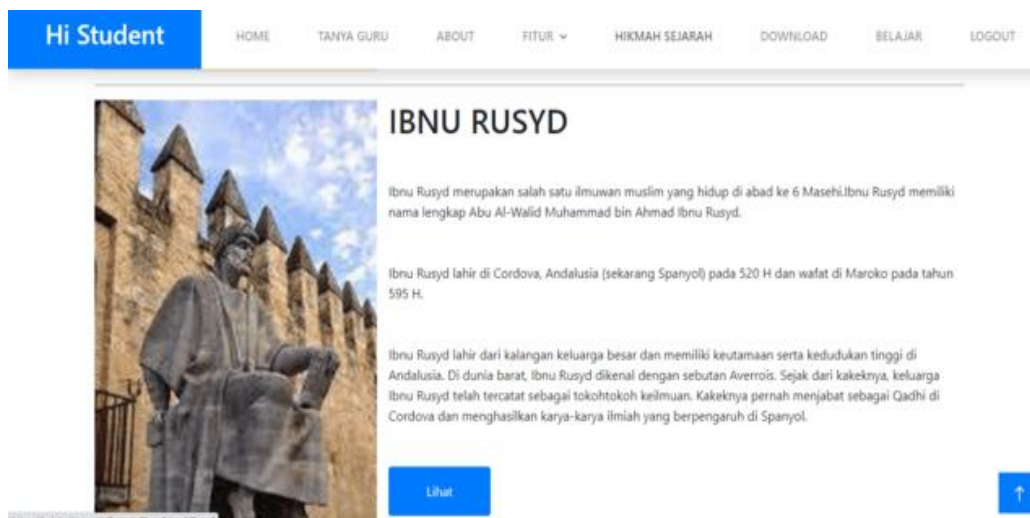 Hi Student
HOME
TANYA GURU
ABOUT
FITUR
HIKMAH SEJARAH
DOWNLOAD
BELAJAR
LOGOUT
IBNU RUSYD
Ibnu Rusyd merupakan salah satu ilmuwan muslim yang hidup di abad ke 6 Masehi.Ibnu Rusyd memiliki
nama lengkap Abu Al-Walid Muhammad bin Ahmad Ibnu Rusyd.
Ibnu Rusyd lahir di Cordova, Andalusia (sekarang Spanyol) pada 520 H dan wafat di Maroko pada tahun
595 H.
Ibnu Rusyd lahir dari kalangan keluarga besar dan memiliki keutamaan serta kedudukan tinggi di
Andalusia. Di dunia barat, Ibnu Rusyd dikenal dengan sebutan Averrois. Sejak dari kakeknya, keluarga
Ibnu Rusyd telah tercatat sebagai tokohtokoh keilmuan. Kakeknya pernah menjabat sebagai Qadhi di
Cordova dan menghasilkan karya-karya ilmiah yang berpengaruh di Spanyol.
Lihat